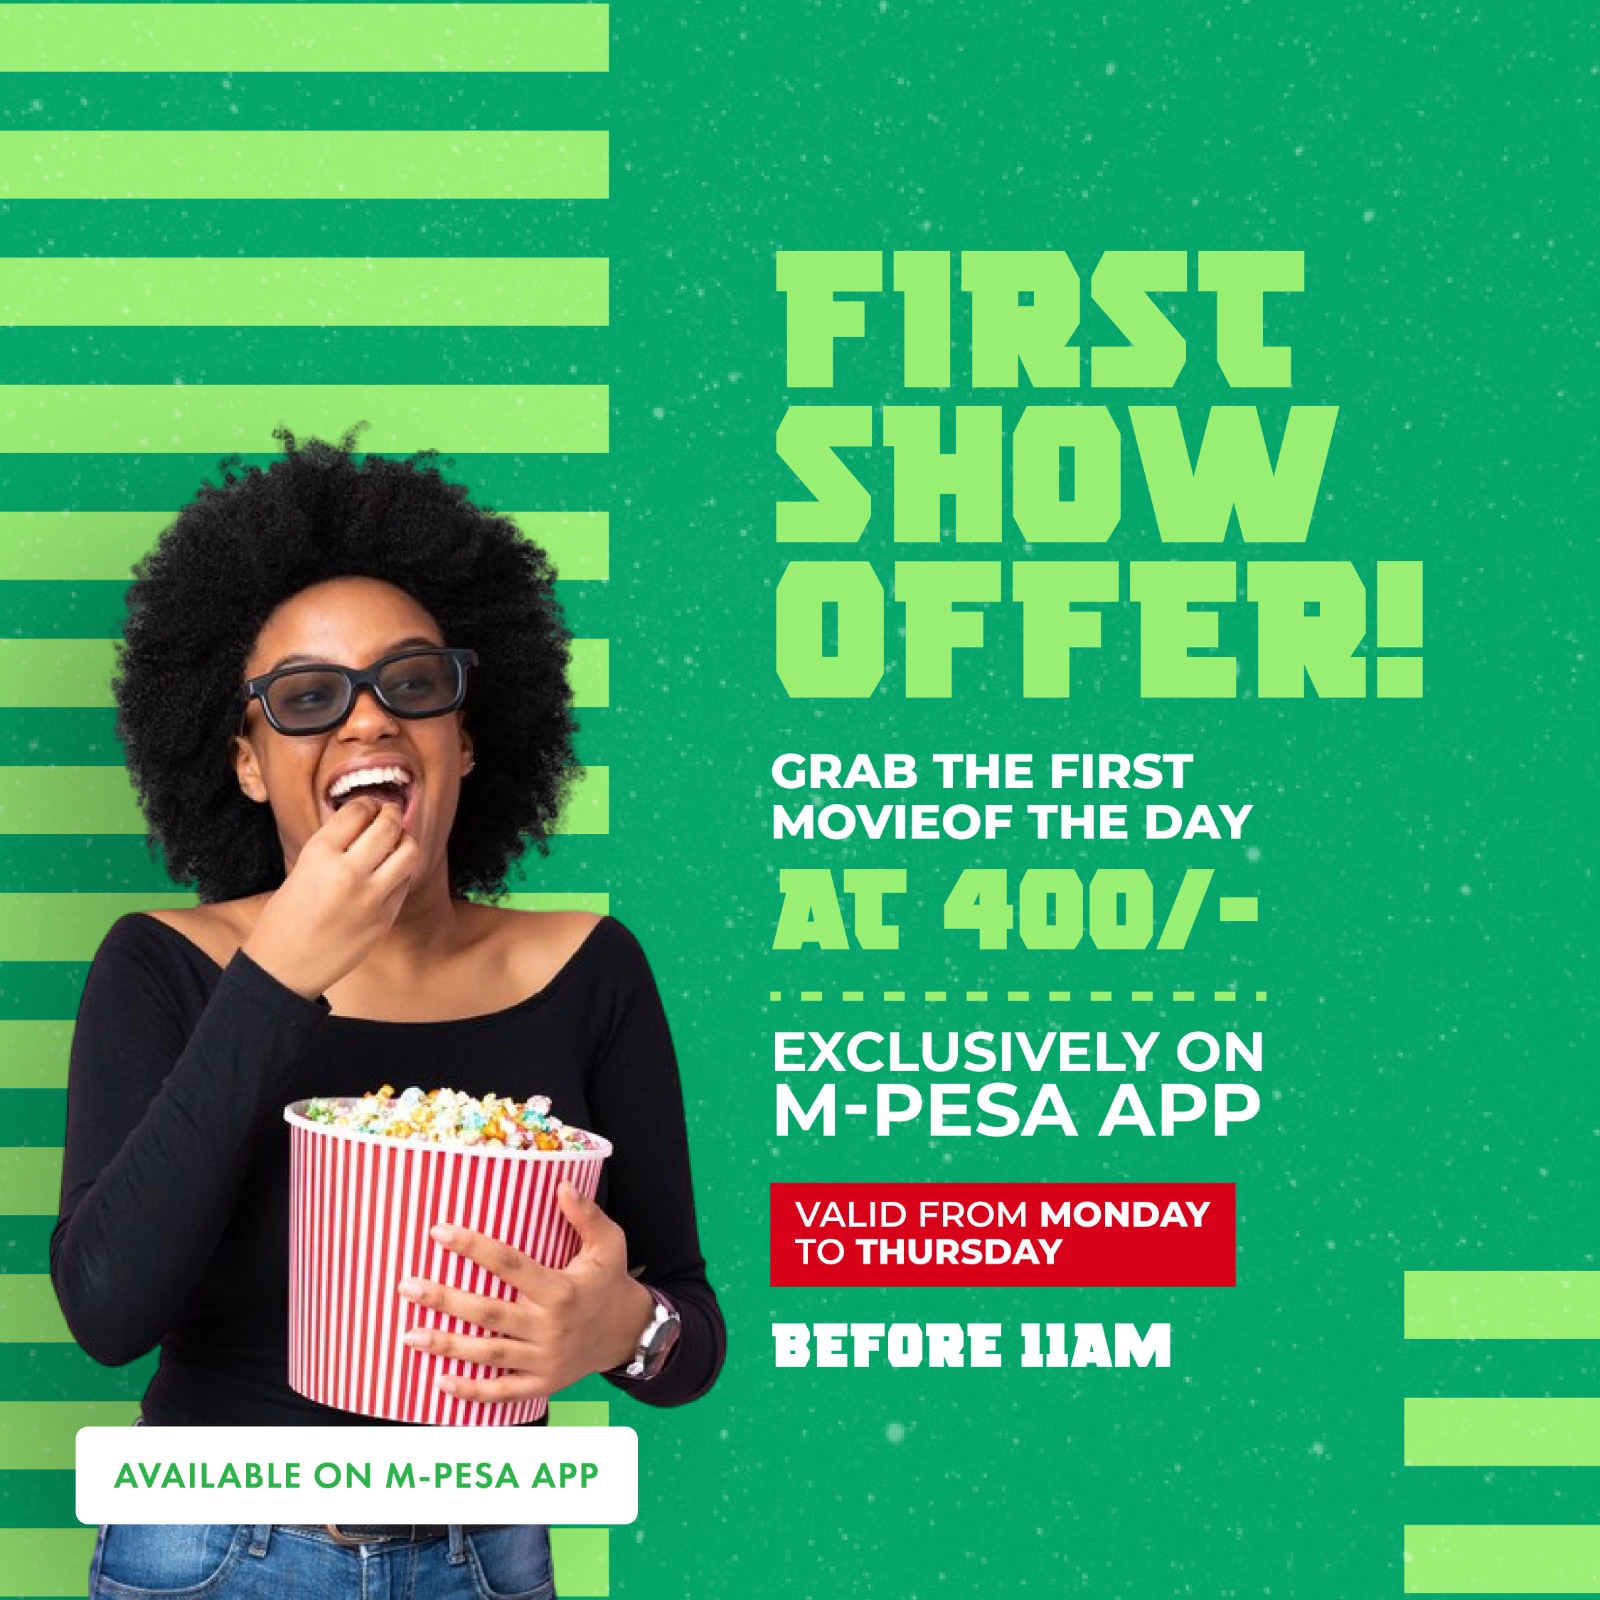 FIRST
SHOW
OFFER!
GRAB THE FIRST
MOVIEOF THE DAY
AT 400/-
EXCLUSIVELY ON
M-PESA APP
VALID FROM MONDAY
TO THURSDAY
BEFORE 11AM
AVAILABLE ON M-PESA APP